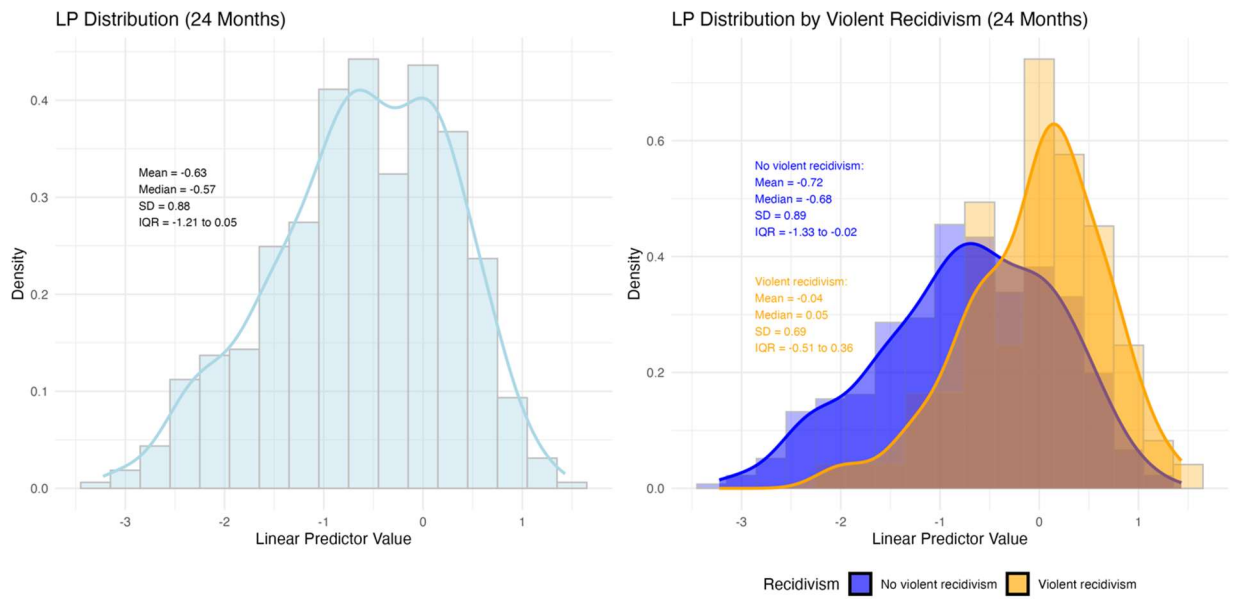 LP Distribution (24 Months)
0.4
0.3
0.2
0.1
0.0
Density
Mean = -0.63
Median = -0.57
SD = 0.88
IQR = -1.21 to 0.05
-3
-2
-1
0
1
Linear Predictor Value
LP Distribution by Violent Recidivism (24 Months)
0.6
0.4
0.2
0.0
Density
No violent recidivism:
Mean = -0.72
Median = -0.68
SD = 0.89
IQR = -1.33 to -0.02
Violent recidivism:
Mean = -0.04
Median = 0.05
SD = 0.69
IQR = -0.51 to 0.36
-3
-2
-1
0
1
Linear Predictor Value
Recidivism
No violent recidivism
Violent recidivism